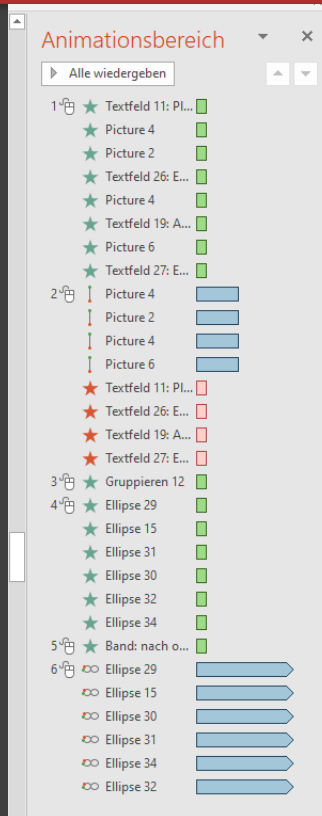 Animationsbereich
Alle wiedergeben
1 Textfeld 11: Pl...
Picture 4
Picture 2
Textfeld 26: E...
Picture 4
Textfeld 19: A...
Picture 6
Textfeld 27: E...
2 Picture 4
Picture 2
Picture 4
Picture 6
Textfeld 11: Pl...
Textfeld 26: E...
Textfeld 19: A...
Textfeld 27: E...
3 Gruppieren 12
4 Ellipse 29
Ellipse 15
Ellipse 31
Ellipse 30
Ellipse 32
Ellipse 34
5 Band: nach o...
6 Ellipse 29
Ellipse 15
Ellipse 30
Ellipse 31
Ellipse 34
Ellipse 32